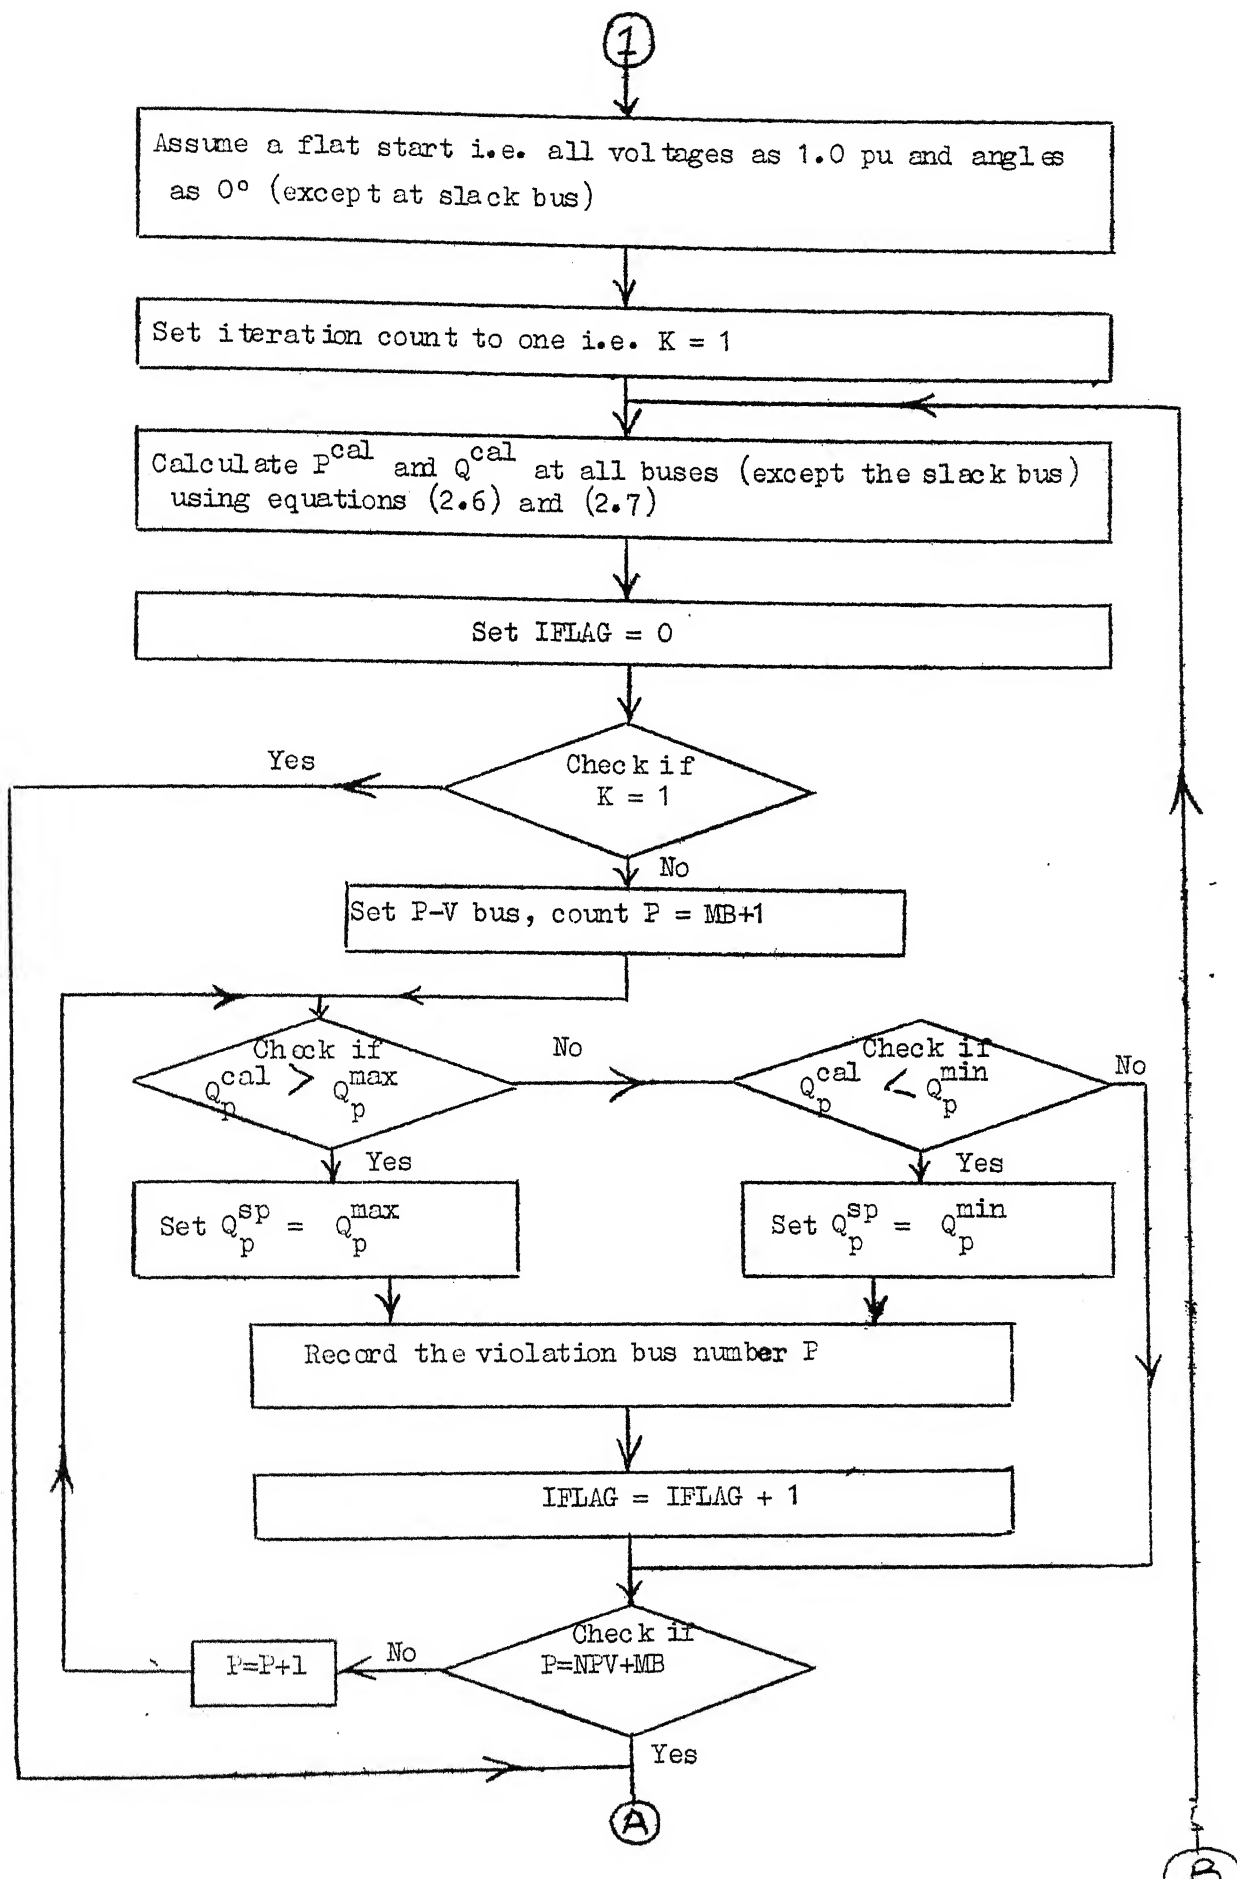 1
Assume a flat start i.e. all voltages as 1.0 pu and angles
as 0° (except at slack bus)
Set iteration count to one i.e. K = 1
Calculate P^cal and Q^cal at all buses (except the slack bus)
using equations (2.6) and (2.7)
Set IFLAG = 0
Yes
Check if
K = 1
No
Set P-V bus, count P = MB+1
Check if
Q_p^cal > Q_p^max
No
Check if
Q_p^cal < Q_p^min
No
Yes
Yes
Set Q_p^sp = Q_p^max
Set Q_p^sp = Q_p^min
Record the violation bus number P
IFLAG = IFLAG + 1
Check if
P=NPV+MB
No
P=P+1
Yes
A
B